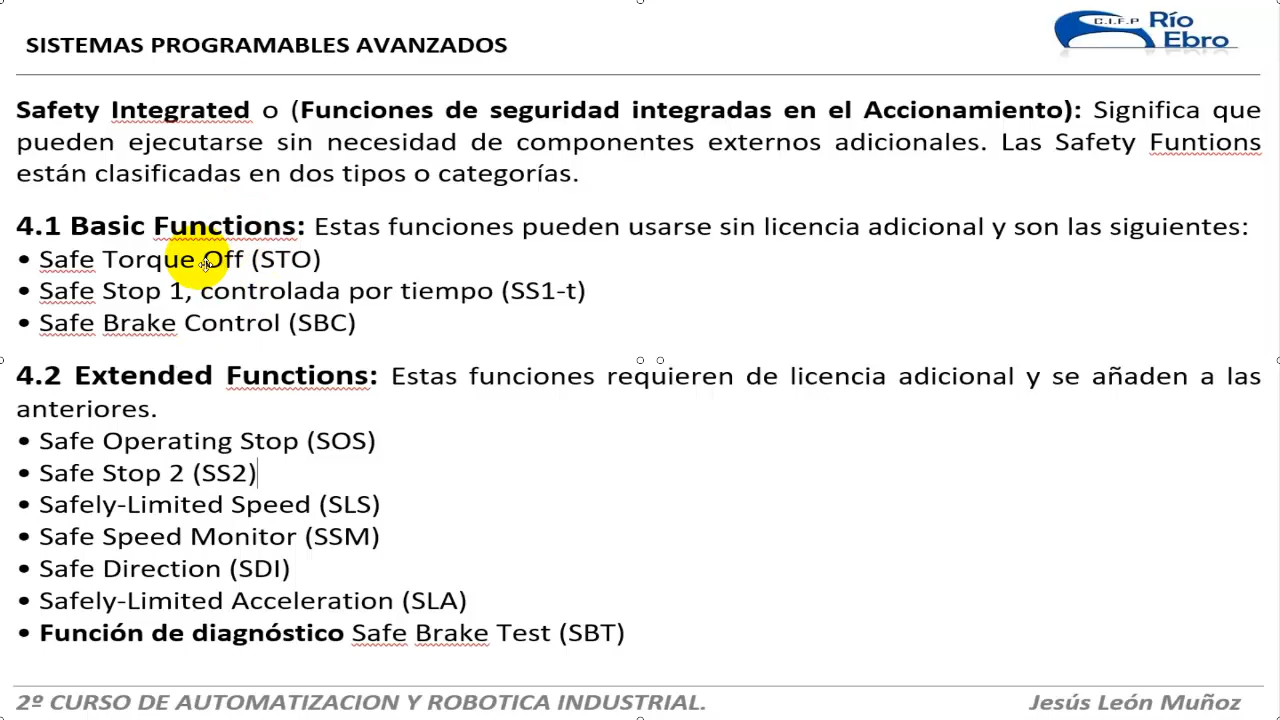 SISTEMAS PROGRAMABLES AVANZADOS
C.I.F.P
Río
Ebro
Safety Integrated o (Funciones de seguridad integradas en el Accionamiento): Significa que
pueden ejecutarse sin necesidad de componentes externos adicionales. Las Safety Funtions
están clasificadas en dos tipos o categorías.
4.1 Basic Functions: Estas funciones pueden usarse sin licencia adicional y son las siguientes:
• Safe Torque Off (STO)
• Safe Stop 1, controlada por tiempo (SS1-t)
• Safe Brake Control (SBC)
4.2 Extended Functions: Estas funciones requieren de licencia adicional y se añaden a las
anteriores.
• Safe Operating Stop (SOS)
• Safe Stop 2 (SS2)
• Safely-Limited Speed (SLS)
• Safe Speed Monitor (SSM)
• Safe Direction (SDI)
• Safely-Limited Acceleration (SLA)
• Función de diagnóstico Safe Brake Test (SBT)
2º CURSO DE AUTOMATIZACION Y ROBOTICA INDUSTRIAL.
Jesús León Muñoz